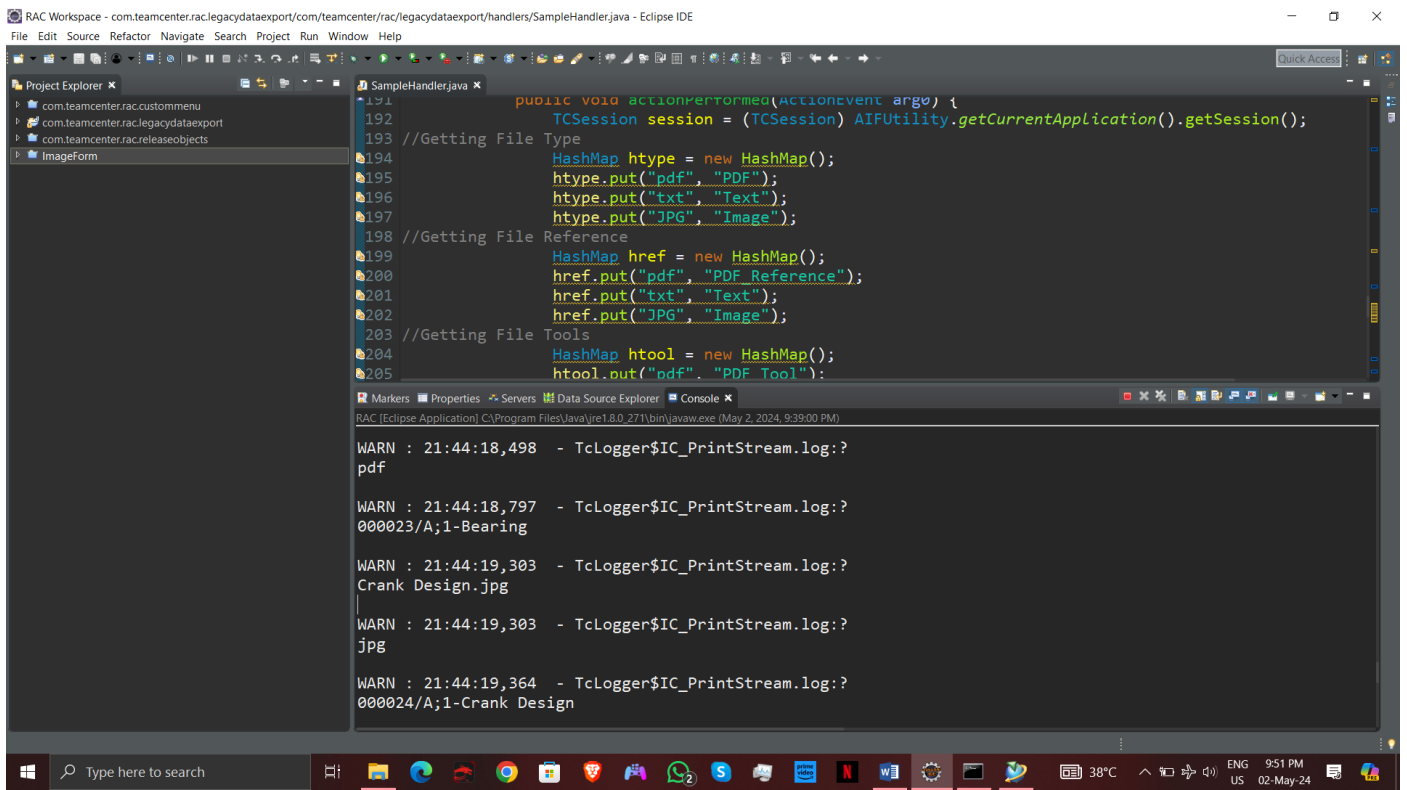 RAC Workspace - com.teamcenter.rac.legacydataexport/com/teamcenter/rac/legacydataexport/handlers/SampleHandler.java - Eclipse IDE
File Edit Source Refactor Navigate Search Project Run Window Help
Quick Access
Project Explorer
com.teamcenter.rac.custommenu
com.teamcenter.rac.legacydataexport
com.teamcenter.rac.releaseobjects
ImageForm
SampleHandler.java
191 public void actionPerformed(ActionEvent arg0) {
192 TCSession session = (TCSession) AIFUtility.getCurrentApplication().getSession();
193 //Getting File Type
194 HashMap htype = new HashMap();
195 htype.put("pdf", "PDF");
196 htype.put("txt", "Text");
197 htype.put("JPG", "Image");
198 //Getting File Reference
199 HashMap href = new HashMap();
200 href.put("pdf", "PDF_Reference");
201 href.put("txt", "Text");
202 href.put("JPG", "Image");
203 //Getting File Tools
204 HashMap htool = new HashMap();
205 htool.put("pdf", "PDF_Tool");
Markers Properties Servers Data Source Explorer Console
RAC [Eclipse Application] C:\Program Files\Java\jre1.8.0_271\bin\javaw.exe (May 2, 2024, 9:39:00 PM)
WARN : 21:44:18,498 - TcLogger$IC_PrintStream.log:?
pdf
WARN : 21:44:18,797 - TcLogger$IC_PrintStream.log:?
000023/A;1-Bearing
WARN : 21:44:19,303 - TcLogger$IC_PrintStream.log:?
Crank Design.jpg
WARN : 21:44:19,303 - TcLogger$IC_PrintStream.log:?
jpg
WARN : 21:44:19,364 - TcLogger$IC_PrintStream.log:?
000024/A;1-Crank Design
Type here to search
38°C
ENG
US
9:51 PM
02-May-24